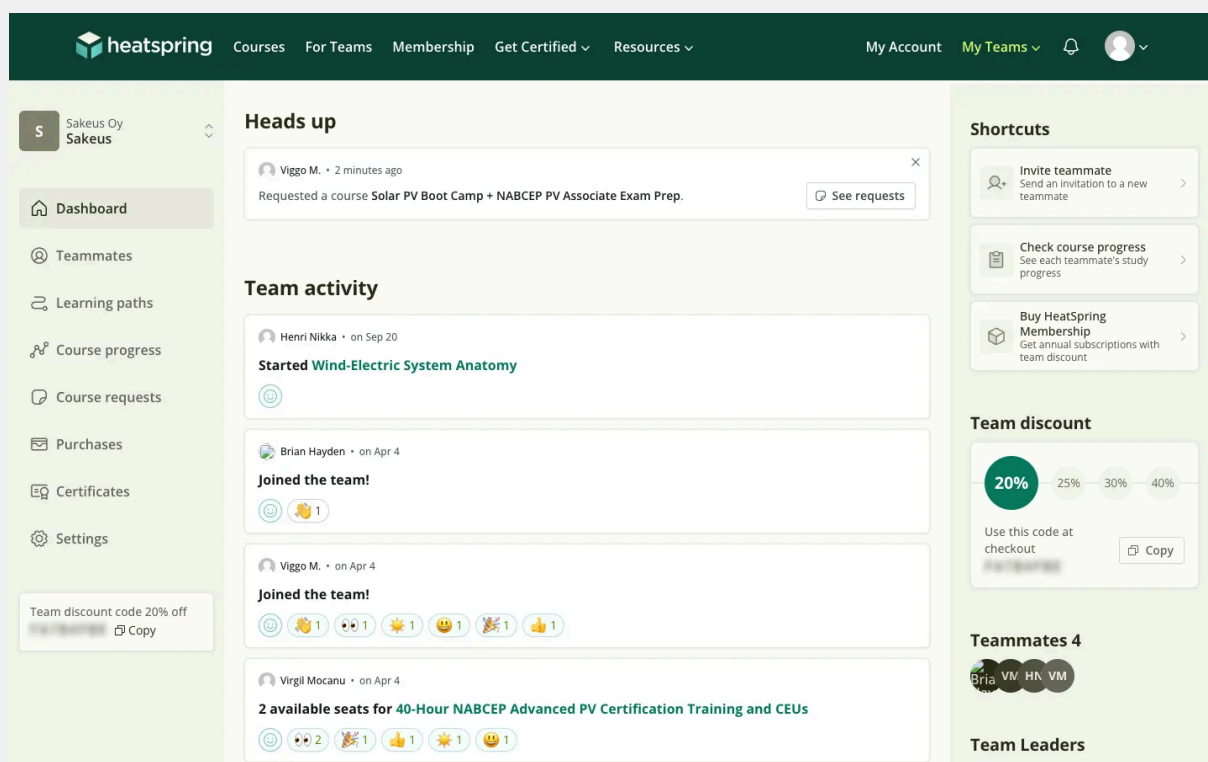 heatspring
Courses
For Teams
Membership
Get Certified
Resources
My Account
My Teams
S
Sakeus Oy
Sakeus
Dashboard
Teammates
Learning paths
Course progress
Course requests
Purchases
Certificates
Settings
Team discount code 20% off
Copy
Heads up
Viggo M. • 2 minutes ago
Requested a course Solar PV Boot Camp + NABCEP PV Associate Exam Prep.
See requests
Team activity
Henri Nikka • on Sep 20
Started Wind-Electric System Anatomy
Brian Hayden • on Apr 4
Joined the team!
1
Viggo M. • on Apr 4
Joined the team!
1 1 1 1 1 1
Virgil Mocanu • on Apr 4
2 available seats for 40-Hour NABCEP Advanced PV Certification Training and CEUs
2 1 1 1 1
Shortcuts
Invite teammate
Send an invitation to a new
teammate
Check course progress
See each teammate's study
progress
Buy HeatSpring
Membership
Get annual subscriptions with
team discount
Team discount
20% 25% 30% 40%
Use this code at
checkout
Copy
Teammates 4
Bria VM HN VM
Team Leaders